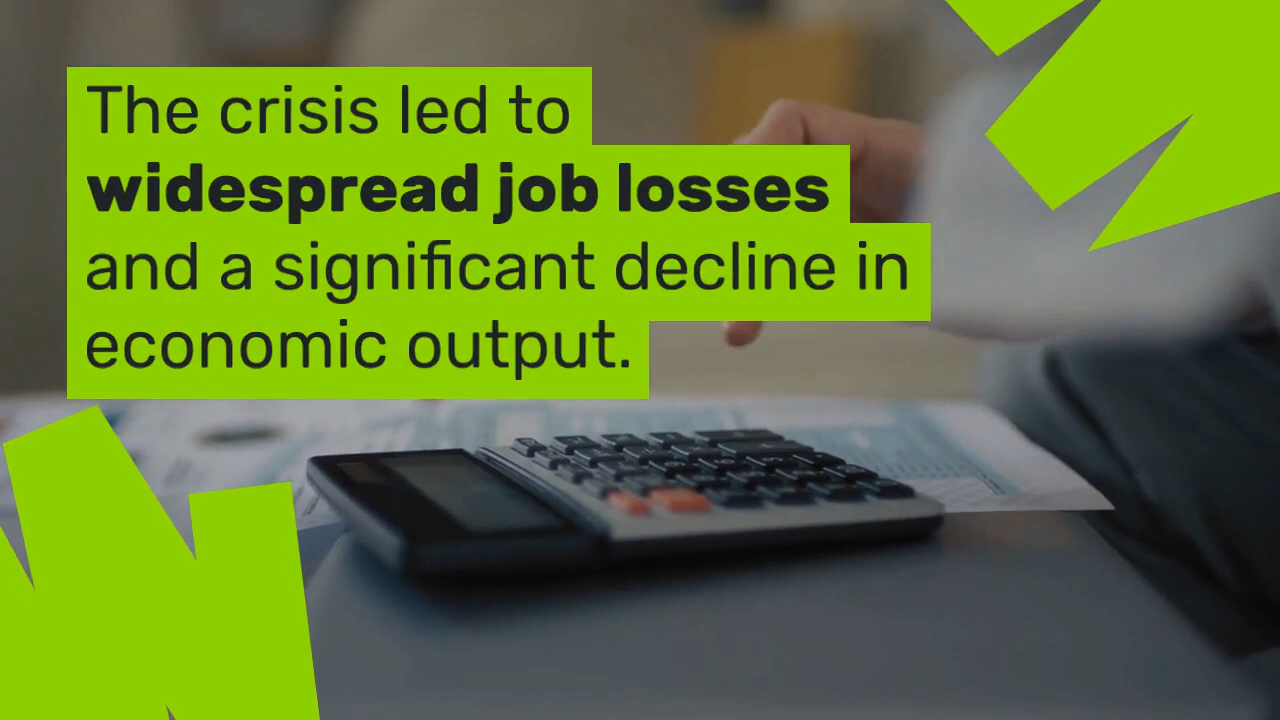 The crisis led to
widespread job losses
and a significant decline in
economic output.